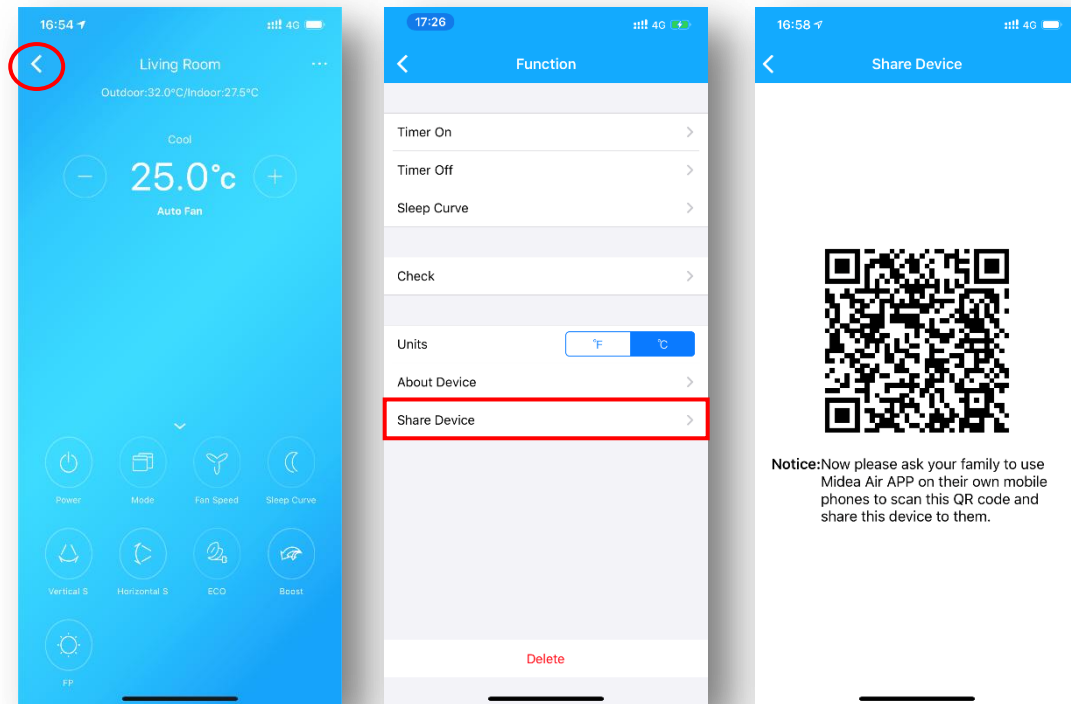 16:54
4G
Living Room
Outdoor:32.0°C/Indoor:27.5°C
Cool
25.0°c
Auto Fan
Power
Mode
Fan Speed
Sleep Curve
Vertical S
Horizontal S
ECO
Boost
FP
17:26
4G
Function
Timer On
Timer Off
Sleep Curve
Check
Units
°F
°C
About Device
Share Device
Delete
16:58
4G
Share Device
Notice:Now please ask your family to use
Midea Air APP on their own mobile
phones to scan this QR code and
share this device to them.